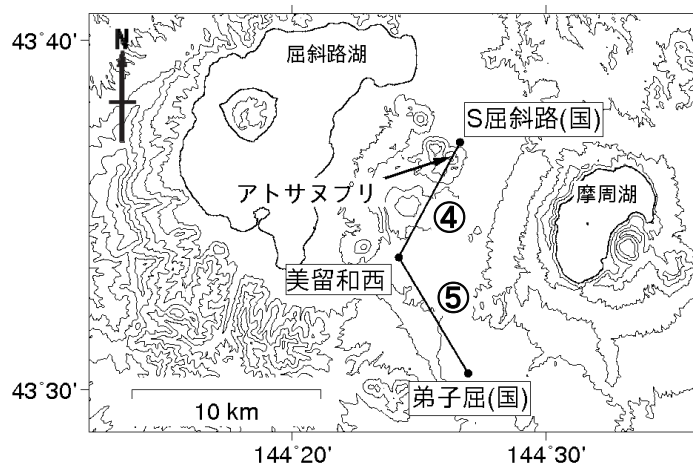 43˚40'
N
屈斜路湖
S屈斜路(国)
アトサヌプリ
摩周湖
④
美留和西
⑤
43˚30'
弟子屈(国)
10 km
144˚20'
144˚30'